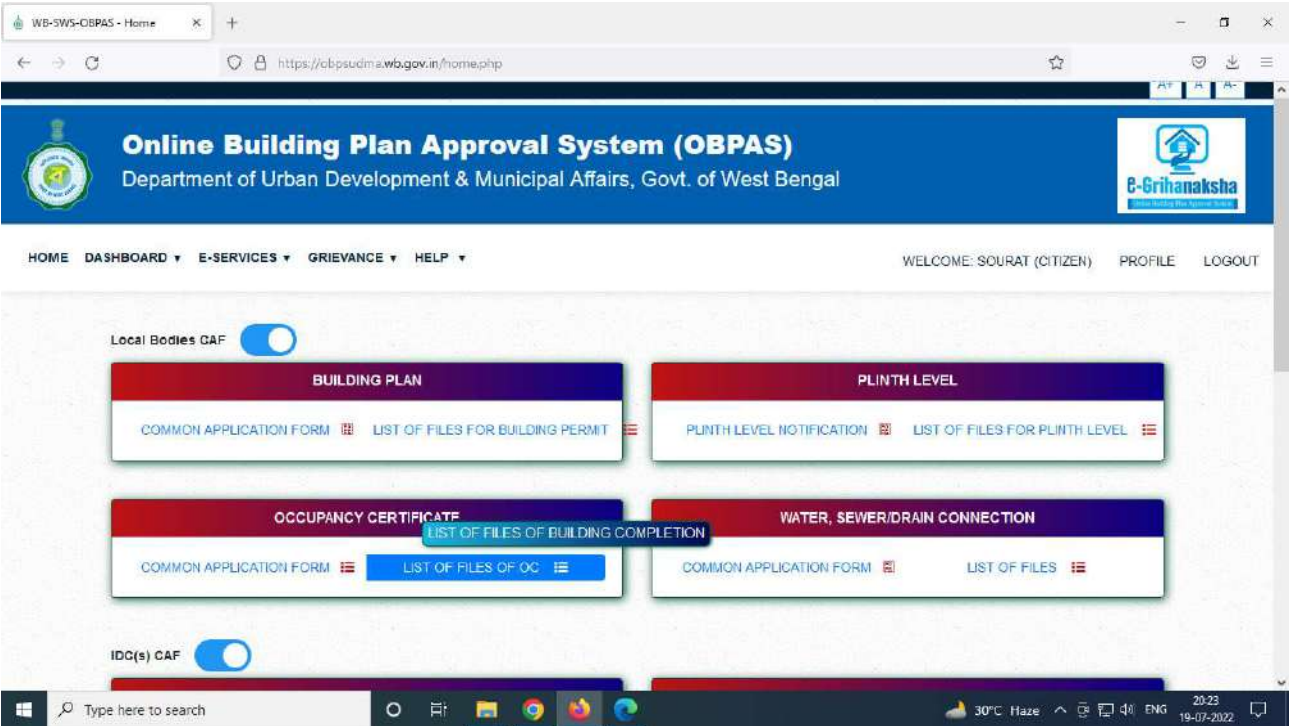 WB-SWS-OBPAS - Home
https://obpsudma.wb.gov.in/home.php
A+ A A-
Online Building Plan Approval System (OBPAS)
Department of Urban Development & Municipal Affairs, Govt. of West Bengal
e-Grihanaksha
Online Building Plan Approval System
HOME DASHBOARD ▾ E-SERVICES ▾ GRIEVANCE ▾ HELP ▾ WELCOME: SOURAT (CITIZEN) PROFILE LOGOUT
Local Bodies CAF
BUILDING PLAN
COMMON APPLICATION FORM LIST OF FILES FOR BUILDING PERMIT
PLINTH LEVEL
PLINTH LEVEL NOTIFICATION LIST OF FILES FOR PLINTH LEVEL
OCCUPANCY CERTIFICATE
LIST OF FILES OF BUILDING COMPLETION
COMMON APPLICATION FORM LIST OF FILES OF OC
WATER, SEWER/DRAIN CONNECTION
COMMON APPLICATION FORM LIST OF FILES
IDC(s) CAF
Type here to search
30°C Haze ENG
20:23
19-07-2022